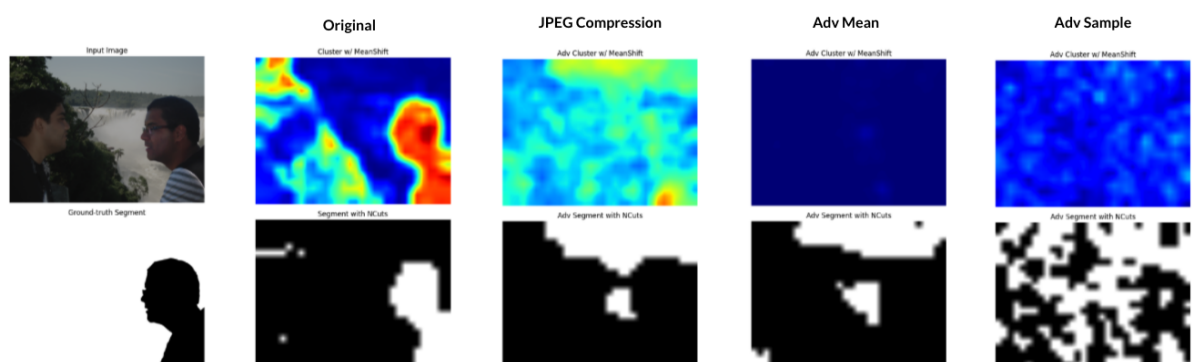 Original
JPEG Compression
Adv Mean
Adv Sample
Input Image
Cluster w/ MeanShift
Adv Cluster w/ MeanShift
Adv Cluster w/ MeanShift
Adv Cluster w/ MeanShift
Ground-truth Segment
Segment with NCuts
Adv Segment with NCuts
Adv Segment with NCuts
Adv Segment with NCuts